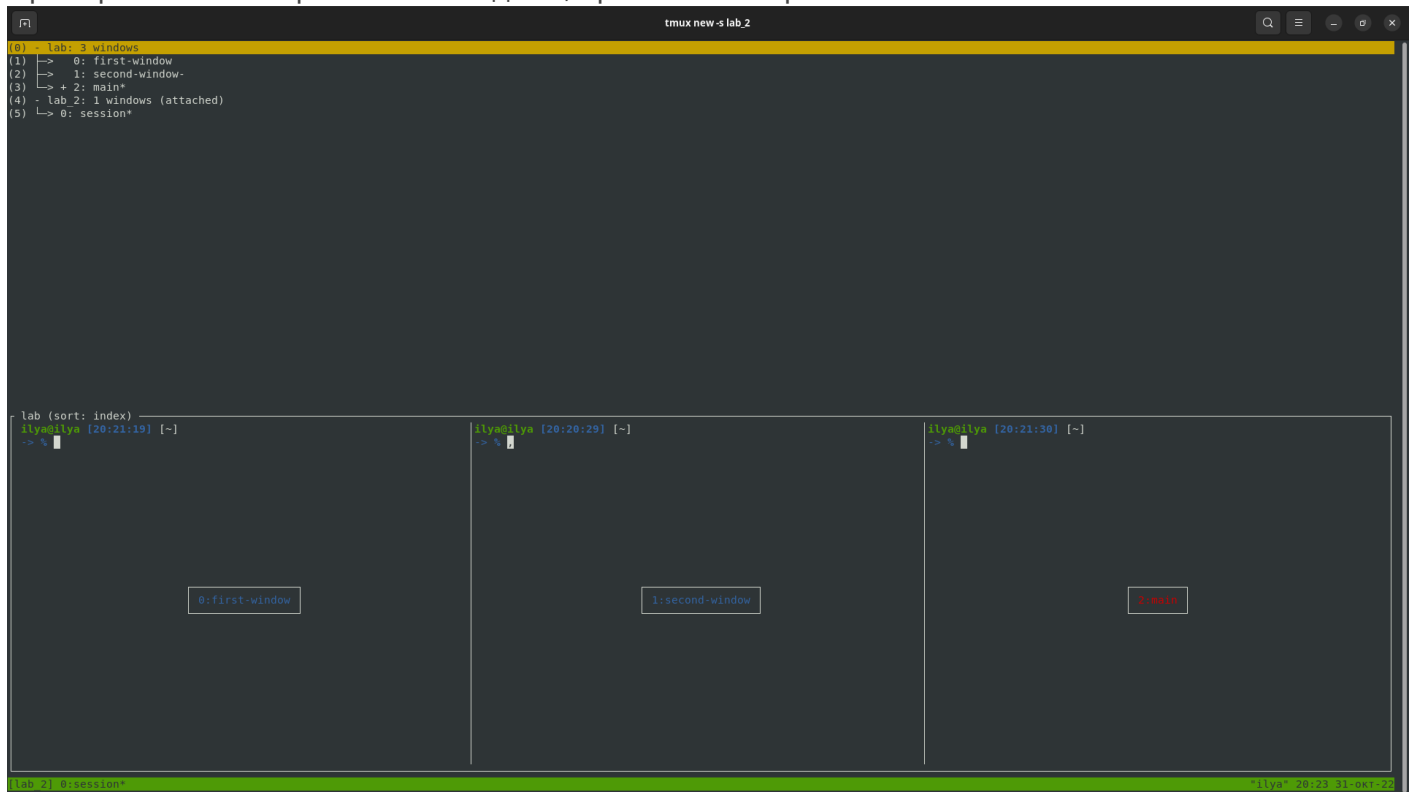 tmux new -s lab_2
(0) - lab: 3 windows
(1) ├─>   0: first-window
(2) ├─>   1: second-window-
(3) └─> + 2: main*
(4) - lab_2: 1 windows (attached)
(5) └─> 0: session*
lab (sort: index)
ilya@ilya [20:21:19] [~]
-> %
ilya@ilya [20:20:29] [~]
-> % ,
ilya@ilya [20:21:30] [~]
-> %
0:first-window
1:second-window
2:main
[lab_2] 0:session*
"ilya" 20:23 31-окт-22